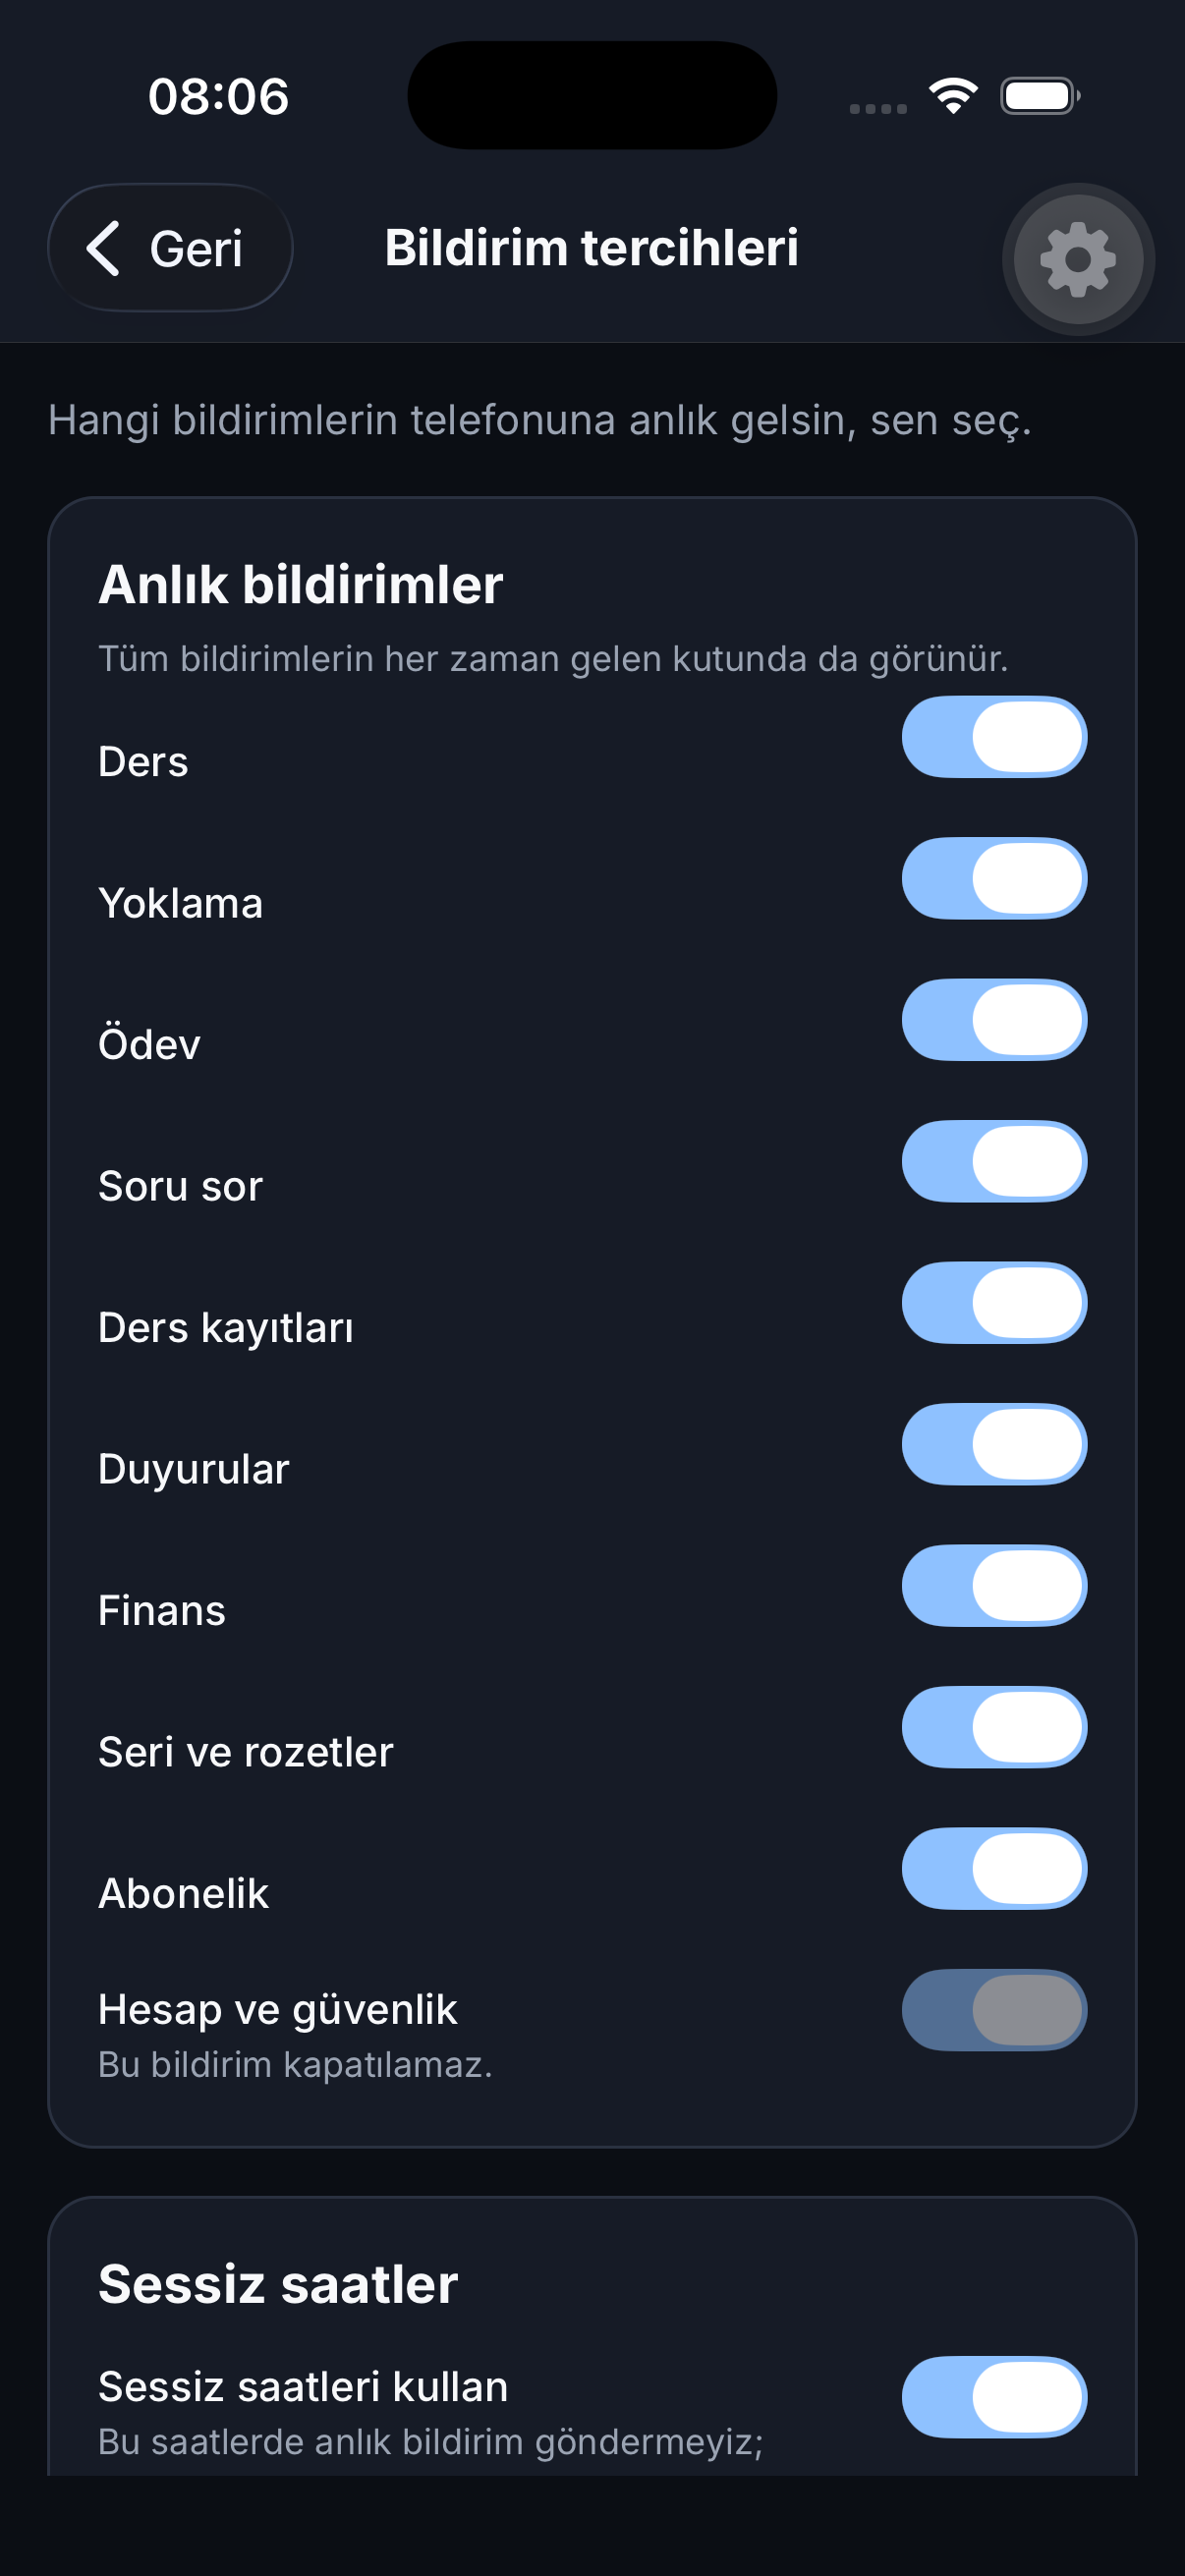 08:06
Geri
Bildirim tercihleri
Hangi bildirimlerin telefonuna anlık gelsin, sen seç.
Anlık bildirimler
Tüm bildirimlerin her zaman gelen kutunda da görünür.
Ders
Yoklama
Ödev
Soru sor
Ders kayıtları
Duyurular
Finans
Seri ve rozetler
Abonelik
Hesap ve güvenlik
Bu bildirim kapatılamaz.
Sessiz saatler
Sessiz saatleri kullan
Bu saatlerde anlık bildirim göndermeyiz;